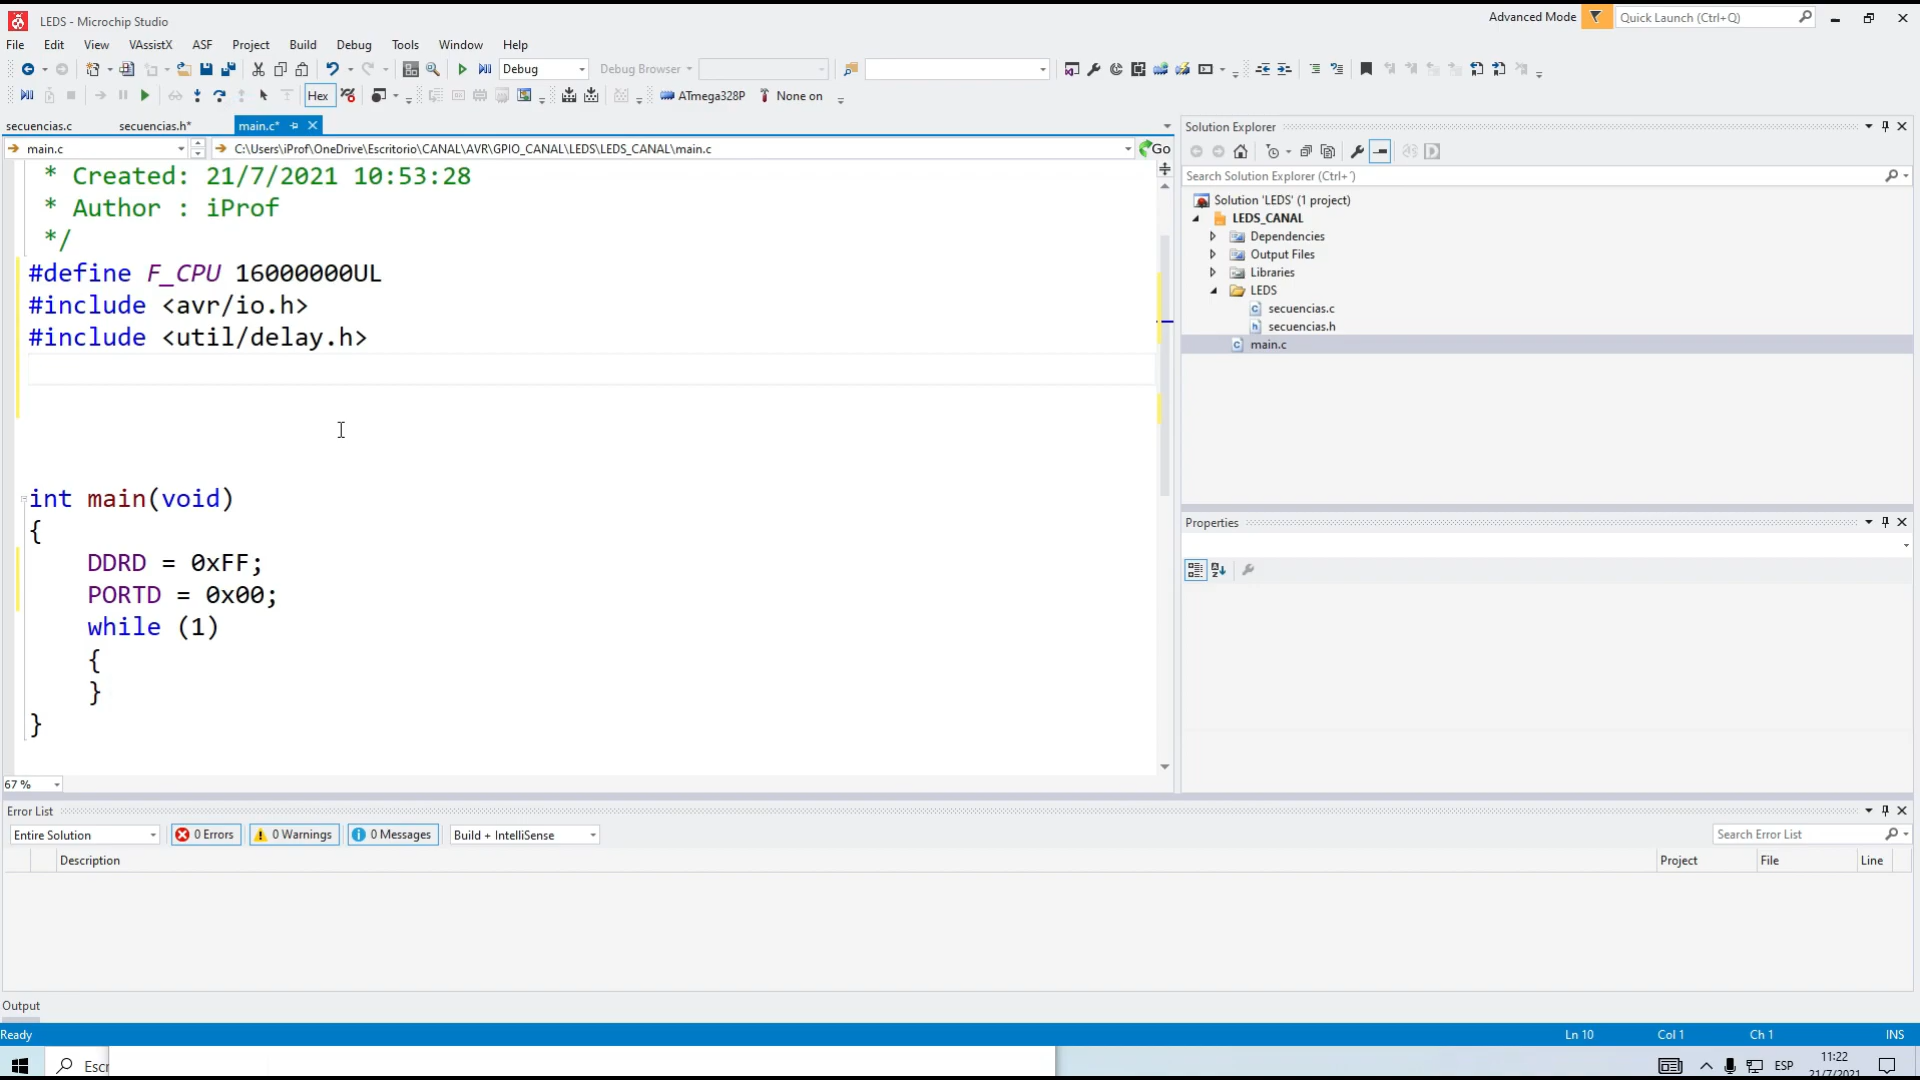 LEDS - Microchip Studio
Advanced Mode
Quick Launch (Ctrl+Q)
File Edit View VAssistX ASF Project Build Debug Tools Window Help
Debug Debug Browser
Hex ATmega328P None on
secuencias.c secuencias.h* main.c*
main.c C:\Users\iProf\OneDrive\Escritorio\CANAL\AVR\GPIO_CANAL\LEDS\LEDS_CANAL\main.c Go
* Created: 21/7/2021 10:53:28
* Author : iProf
*/
#define F_CPU 16000000UL
#include <avr/io.h>
#include <util/delay.h>
int main(void)
{
DDRD = 0xFF;
PORTD = 0x00;
while (1)
{
}
}
67 %
Solution Explorer
Search Solution Explorer (Ctrl+´)
Solution 'LEDS' (1 project)
LEDS_CANAL
Dependencies
Output Files
Libraries
LEDS
secuencias.c
secuencias.h
main.c
Properties
Error List
Entire Solution 0 Errors 0 Warnings 0 Messages Build + IntelliSense Search Error List
Description Project File Line
Output
Ready Ln 10 Col 1 Ch 1 INS
Escr ESP 11:22
21/7/2021